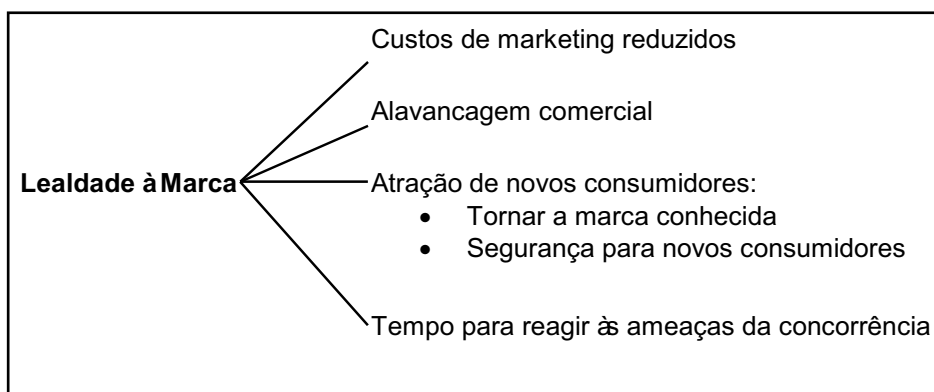 Custos de marketing reduzidos
Alavancagem comercial
Lealdade à Marca
Atração de novos consumidores:
• Tornar a marca conhecida
• Segurança para novos consumidores
Tempo para reagir às ameaças da concorrência